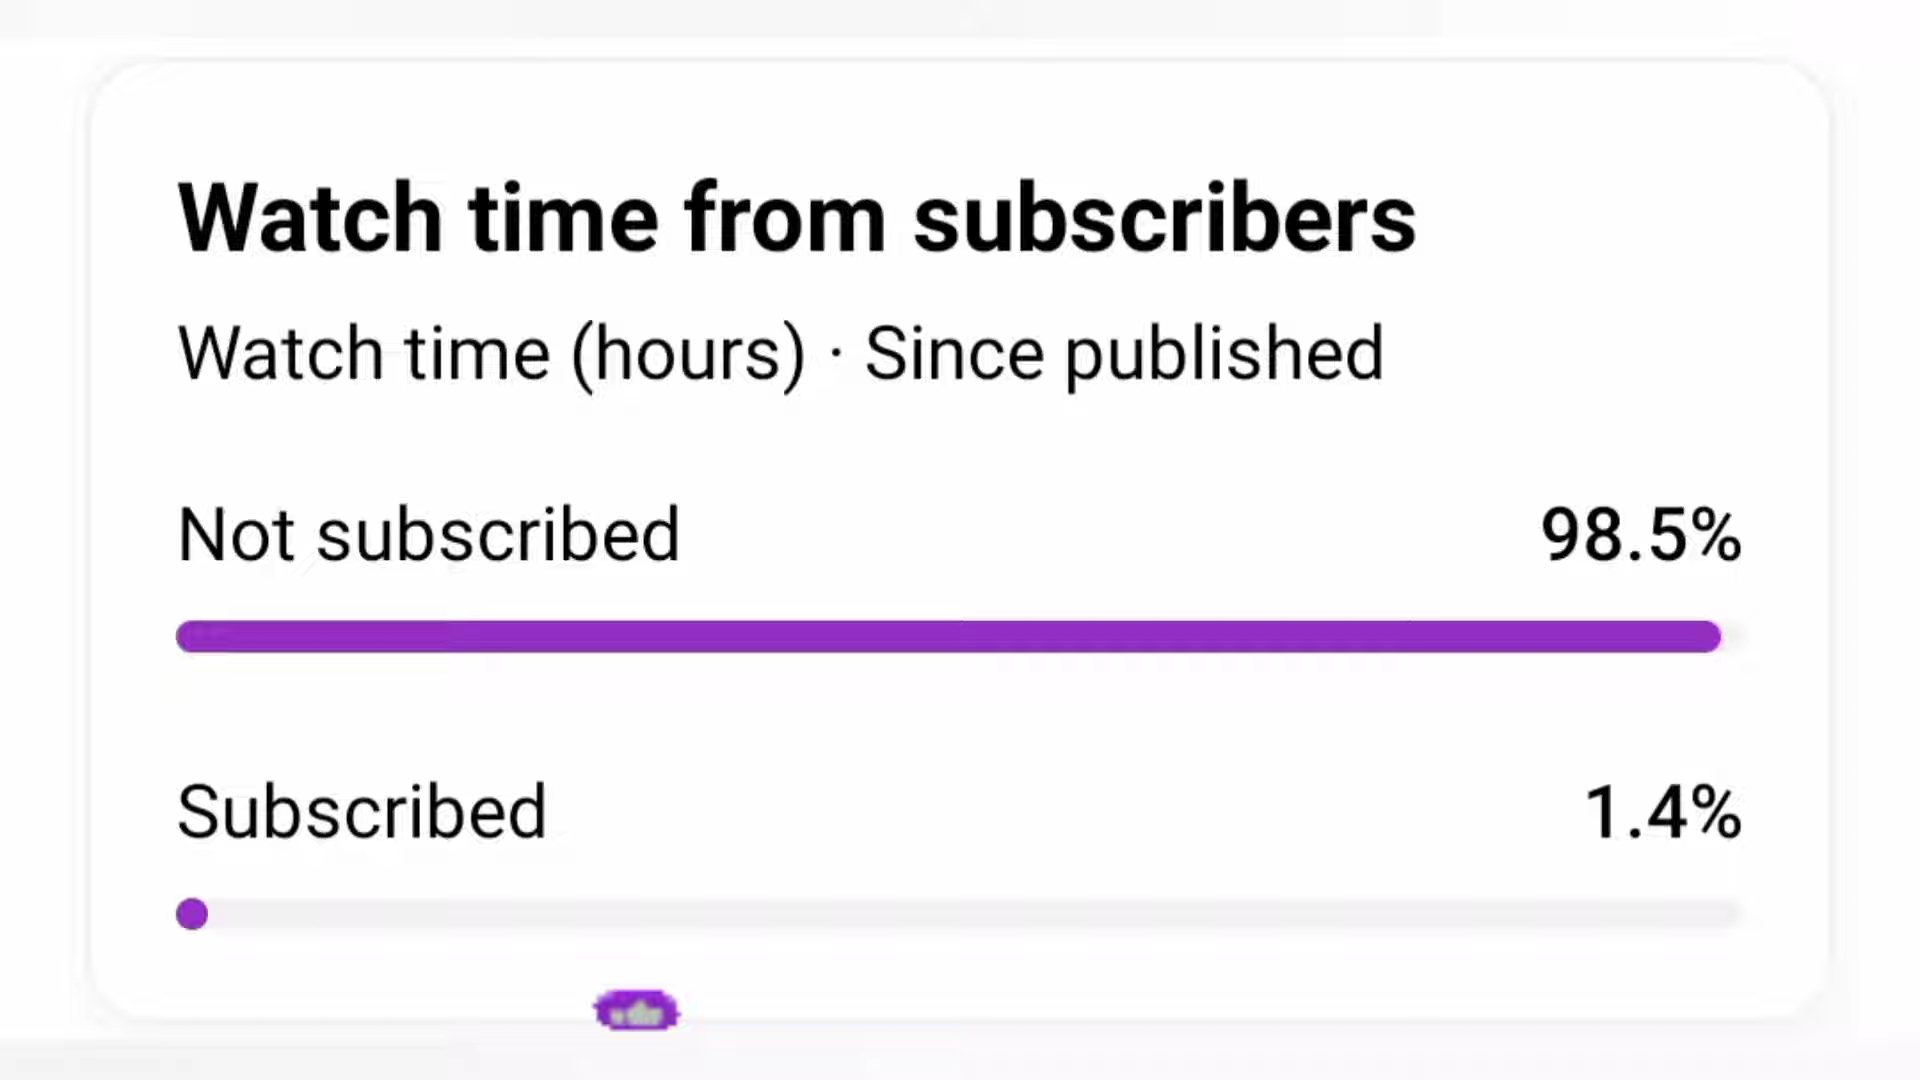 Watch time from subscribers
Watch time (hours) · Since published
Not subscribed 98.5%
Subscribed 1.4%